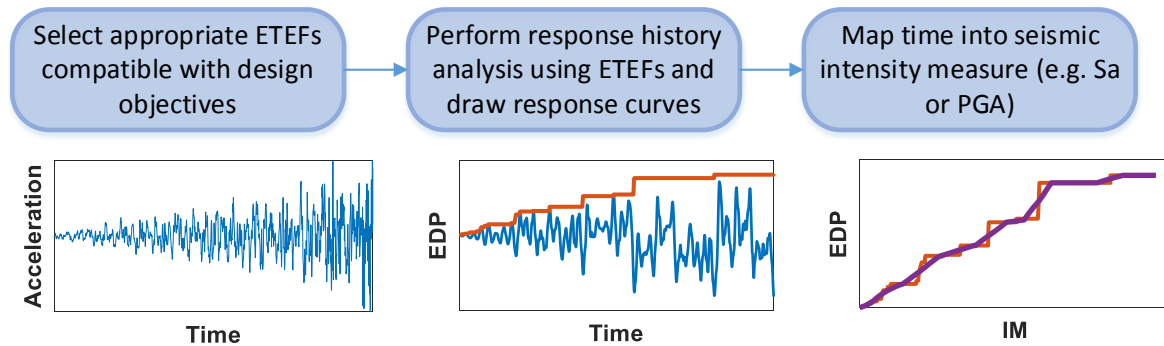 Select appropriate ETEFs
compatible with design
objectives
Perform response history
analysis using ETEFs and
draw response curves
Map time into seismic
intensity measure (e.g. Sa
or PGA)
Acceleration
Time
EDP
Time
EDP
IM